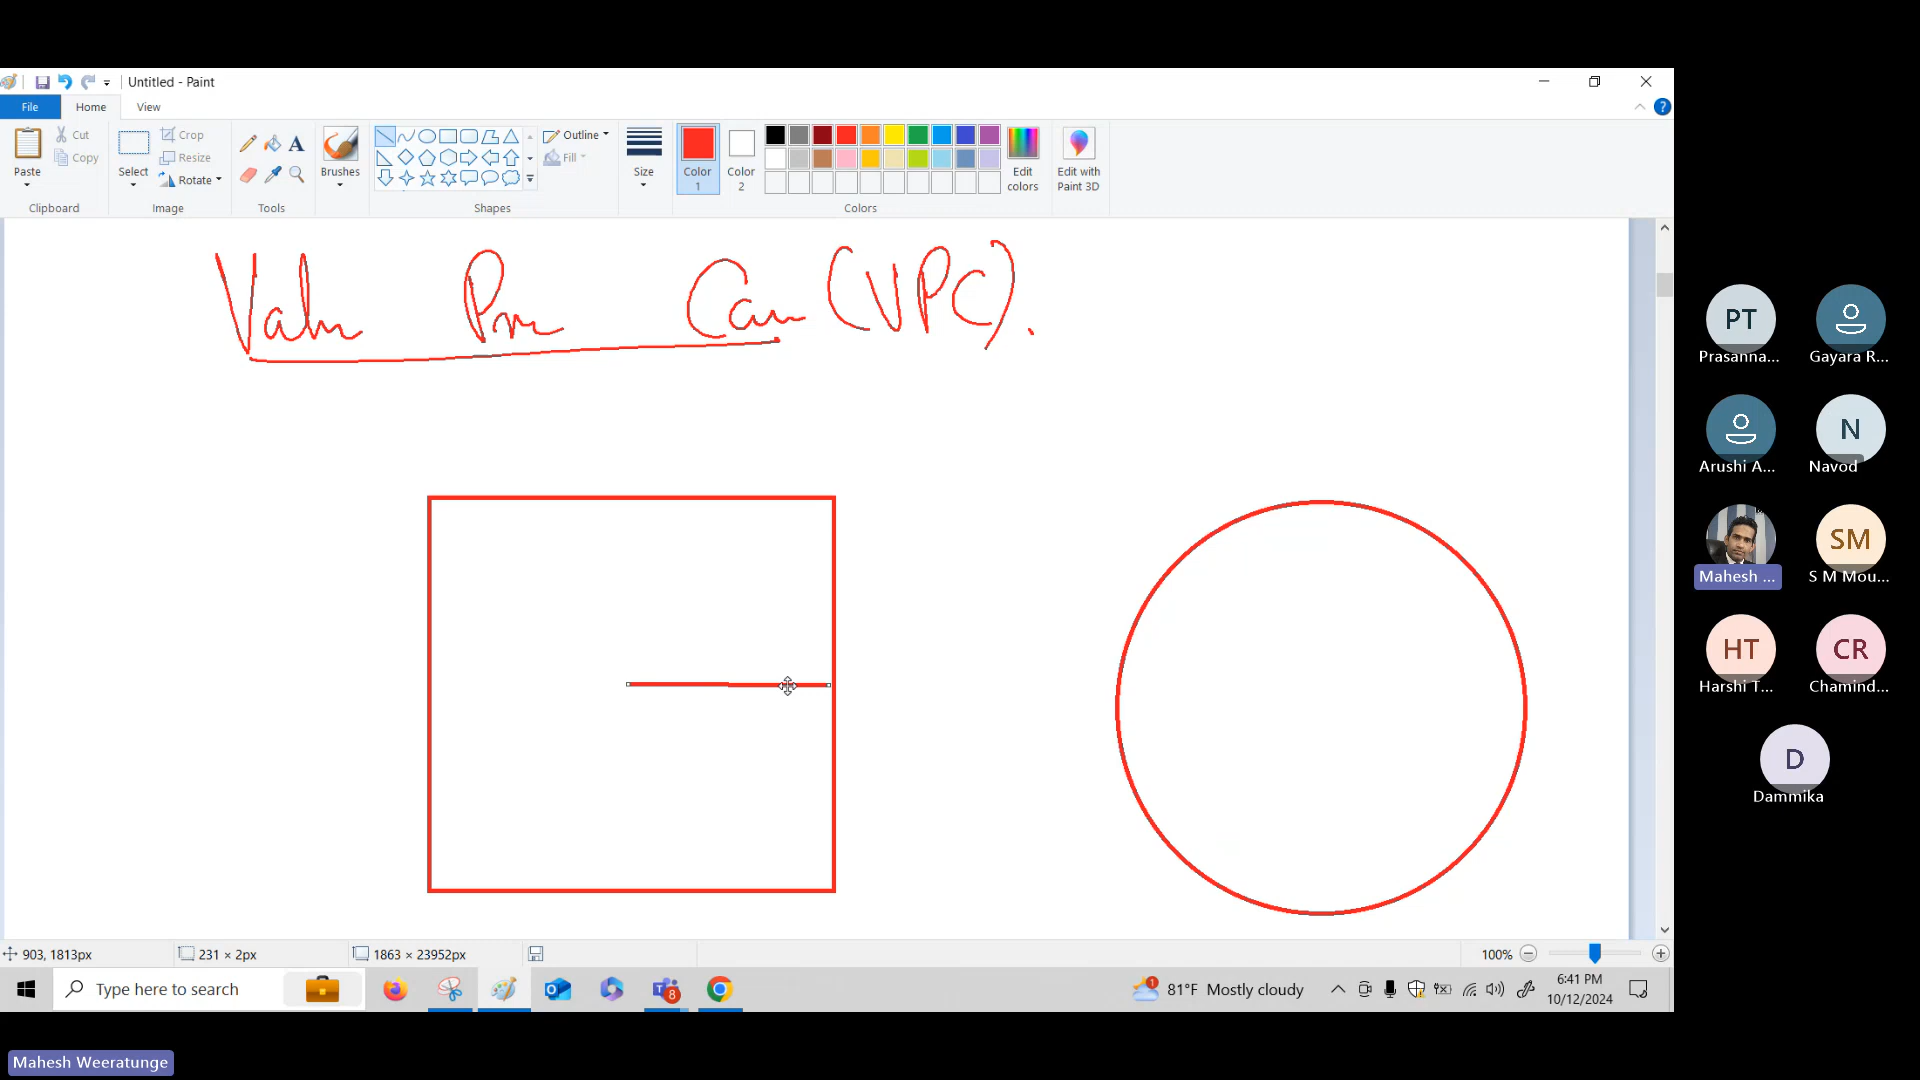 Untitled - Paint
File Home View
Paste Cut Copy Clipboard
Select Crop Resize Rotate Image
Tools
Brushes
Shapes
Outline Fill
Size
Color 1 Color 2 Edit colors Edit with Paint 3D
Colors
(VPC).
PT Prasanna...
Gayara R...
Arushi A...
N Navod
Mahesh ...
SM S M Mou...
HT Harshi T...
CR Chamind...
D Dammika
903, 1813px 231 × 2px 1863 × 23952px 100%
Type here to search 8 1 81°F Mostly cloudy 6:41 PM
10/12/2024
Mahesh Weeratunge